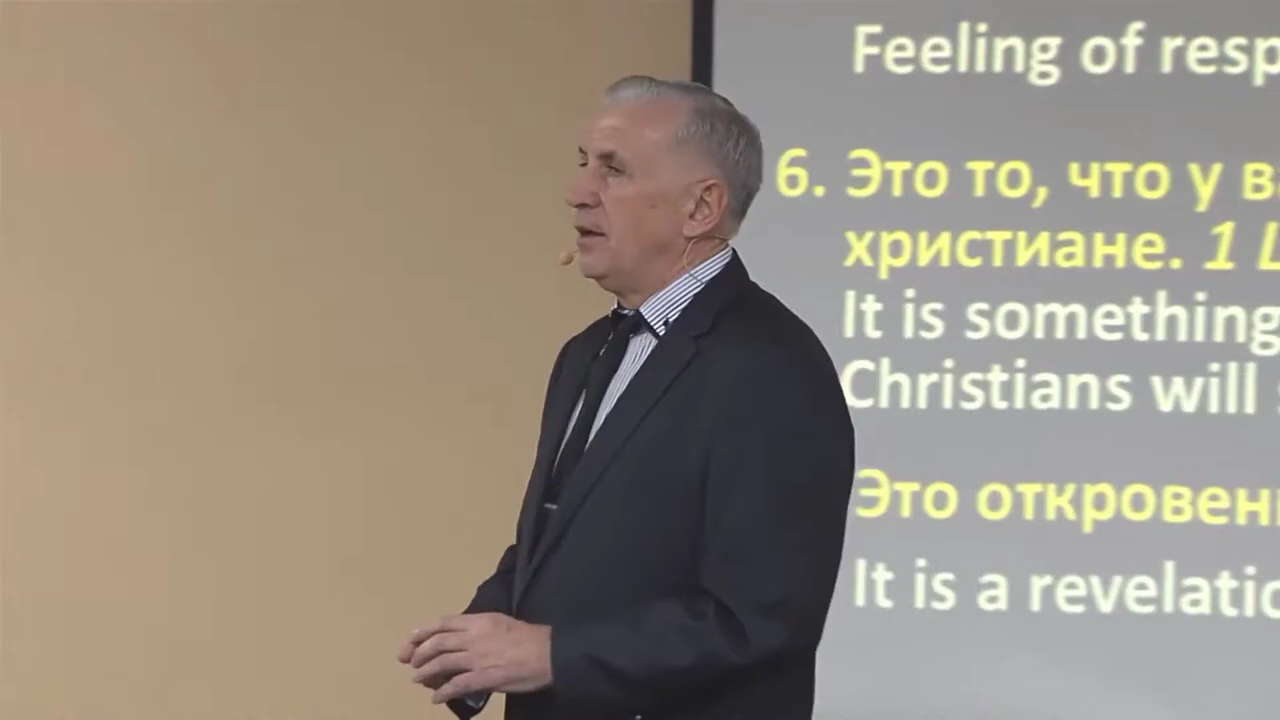 Feeling of resp
6. Это то, что у в
христиане. 1
It is something
Christians will
Это откровен
It is a revelatio